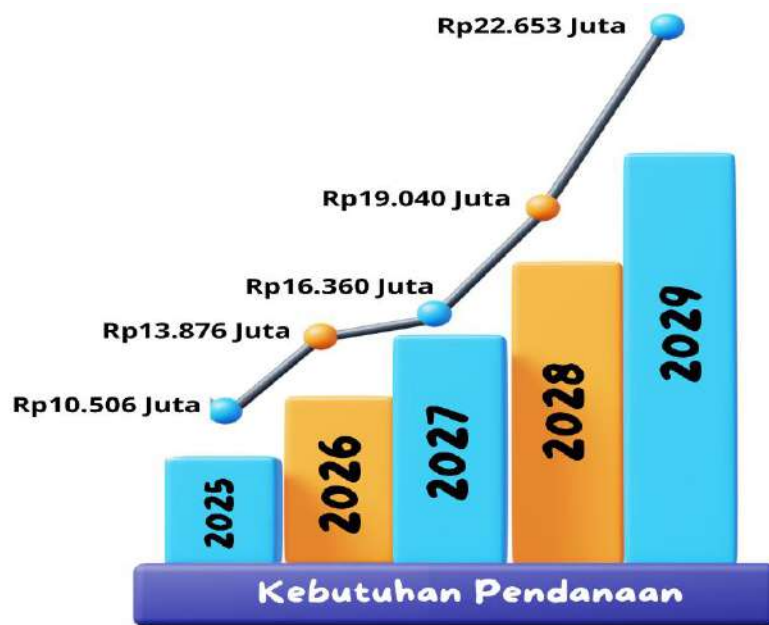 Rp22.653 Juta
Rp19.040 Juta
Rp16.360 Juta
Rp13.876 Juta
Rp10.506 Juta
2025
2026
2027
2028
2029
Kebutuhan Pendanaan